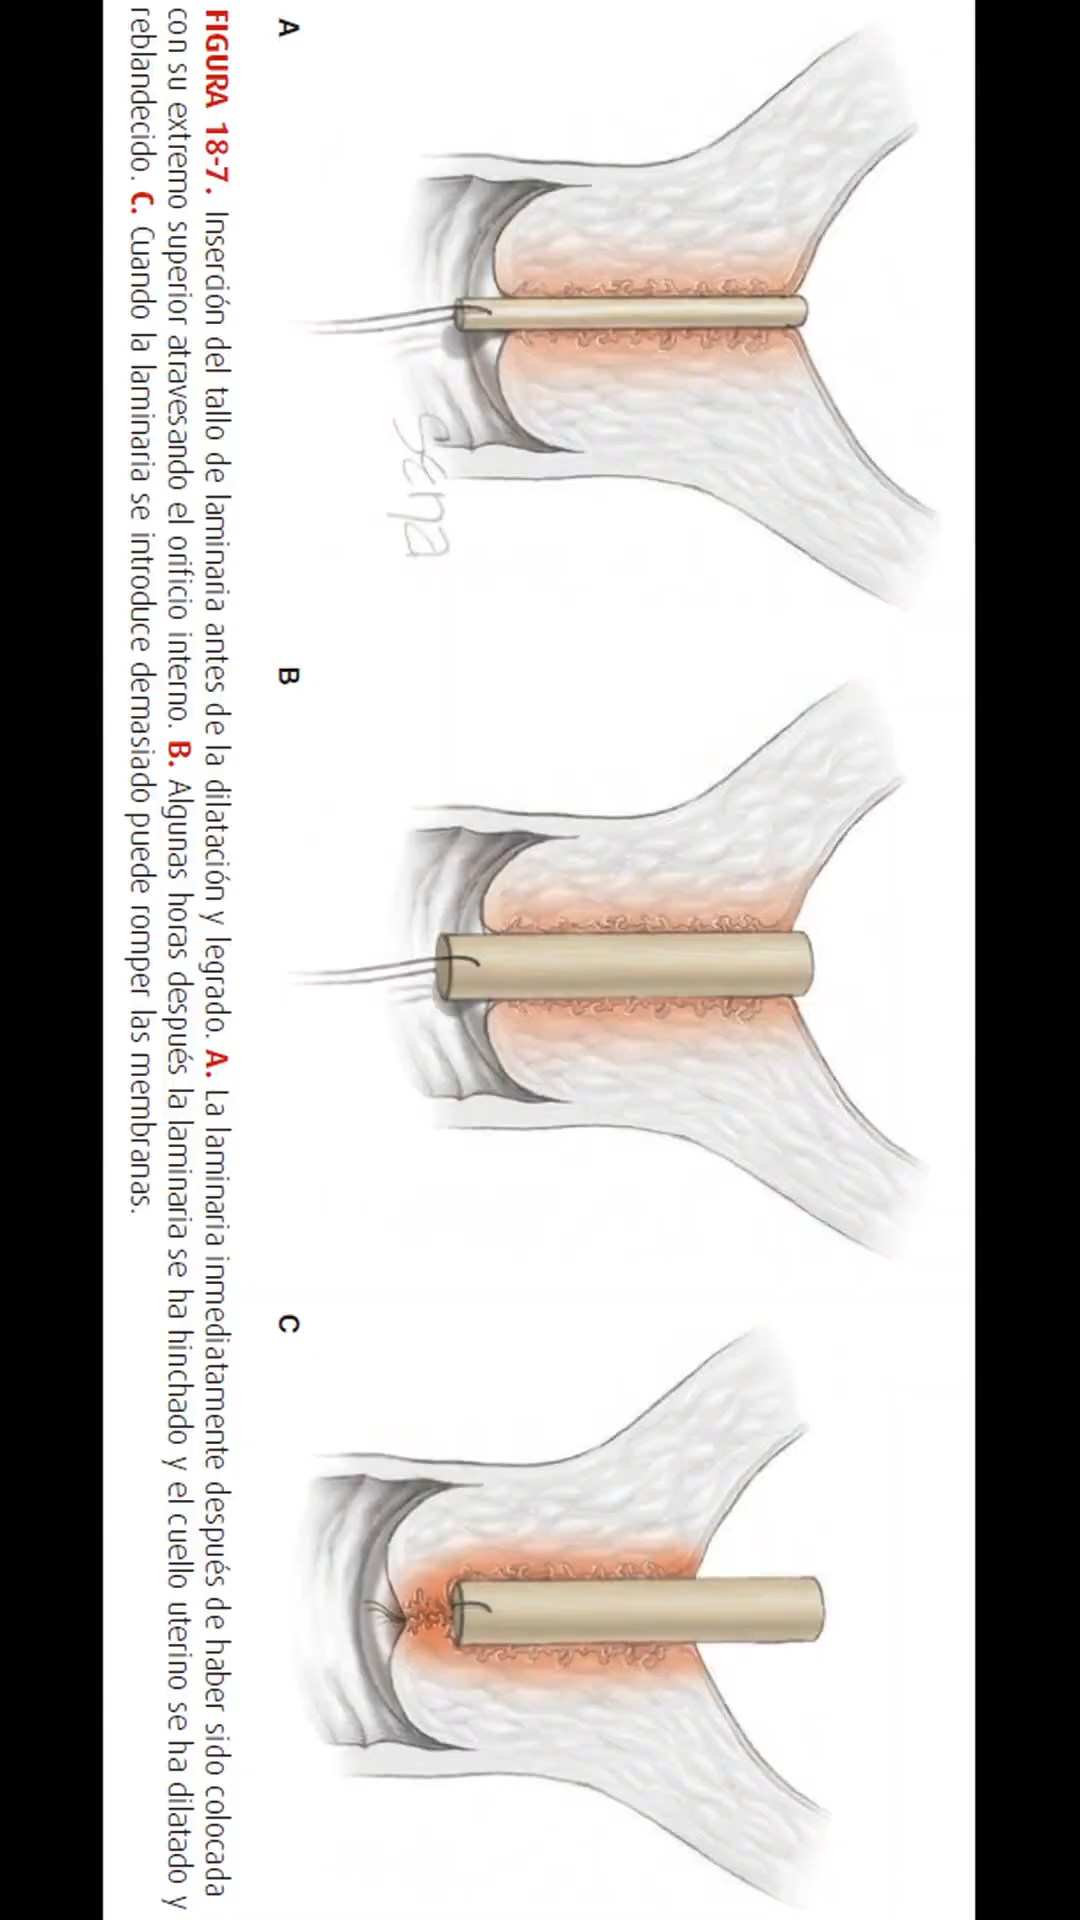 A
B
C
FIGURA 18-7. Inserción del tallo de laminaria antes de la dilatación y legrado. A. La laminaria inmediatamente después de haber sido colocada
con su extremo superior atravesando el orificio interno. B. Algunas horas después la laminaria se ha hinchado y el cuello uterino se ha dilatado y
reblandecido. C. Cuando la laminaria se introduce demasiado puede romper las membranas.